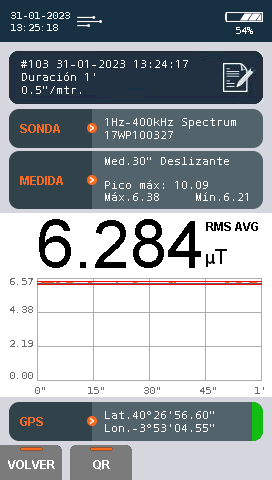 31-01-2023
13:25:18
54%
#103 31-01-2023 13:24:17
Duración 1'
0.5"/mtr.
SONDA
1Hz-400kHz Spectrum
17WP100327
MEDIDA
Med.30" Deslizante
Pico máx: 10.09
Máx.6.38 Mín.6.21
6.284 RMS AVG
µT
6.57
4.38
2.19
0.00
0" 15" 30" 45" 1'
GPS
Lat.40°26'56.60"
Lon.-3°53'04.55"
VOLVER QR